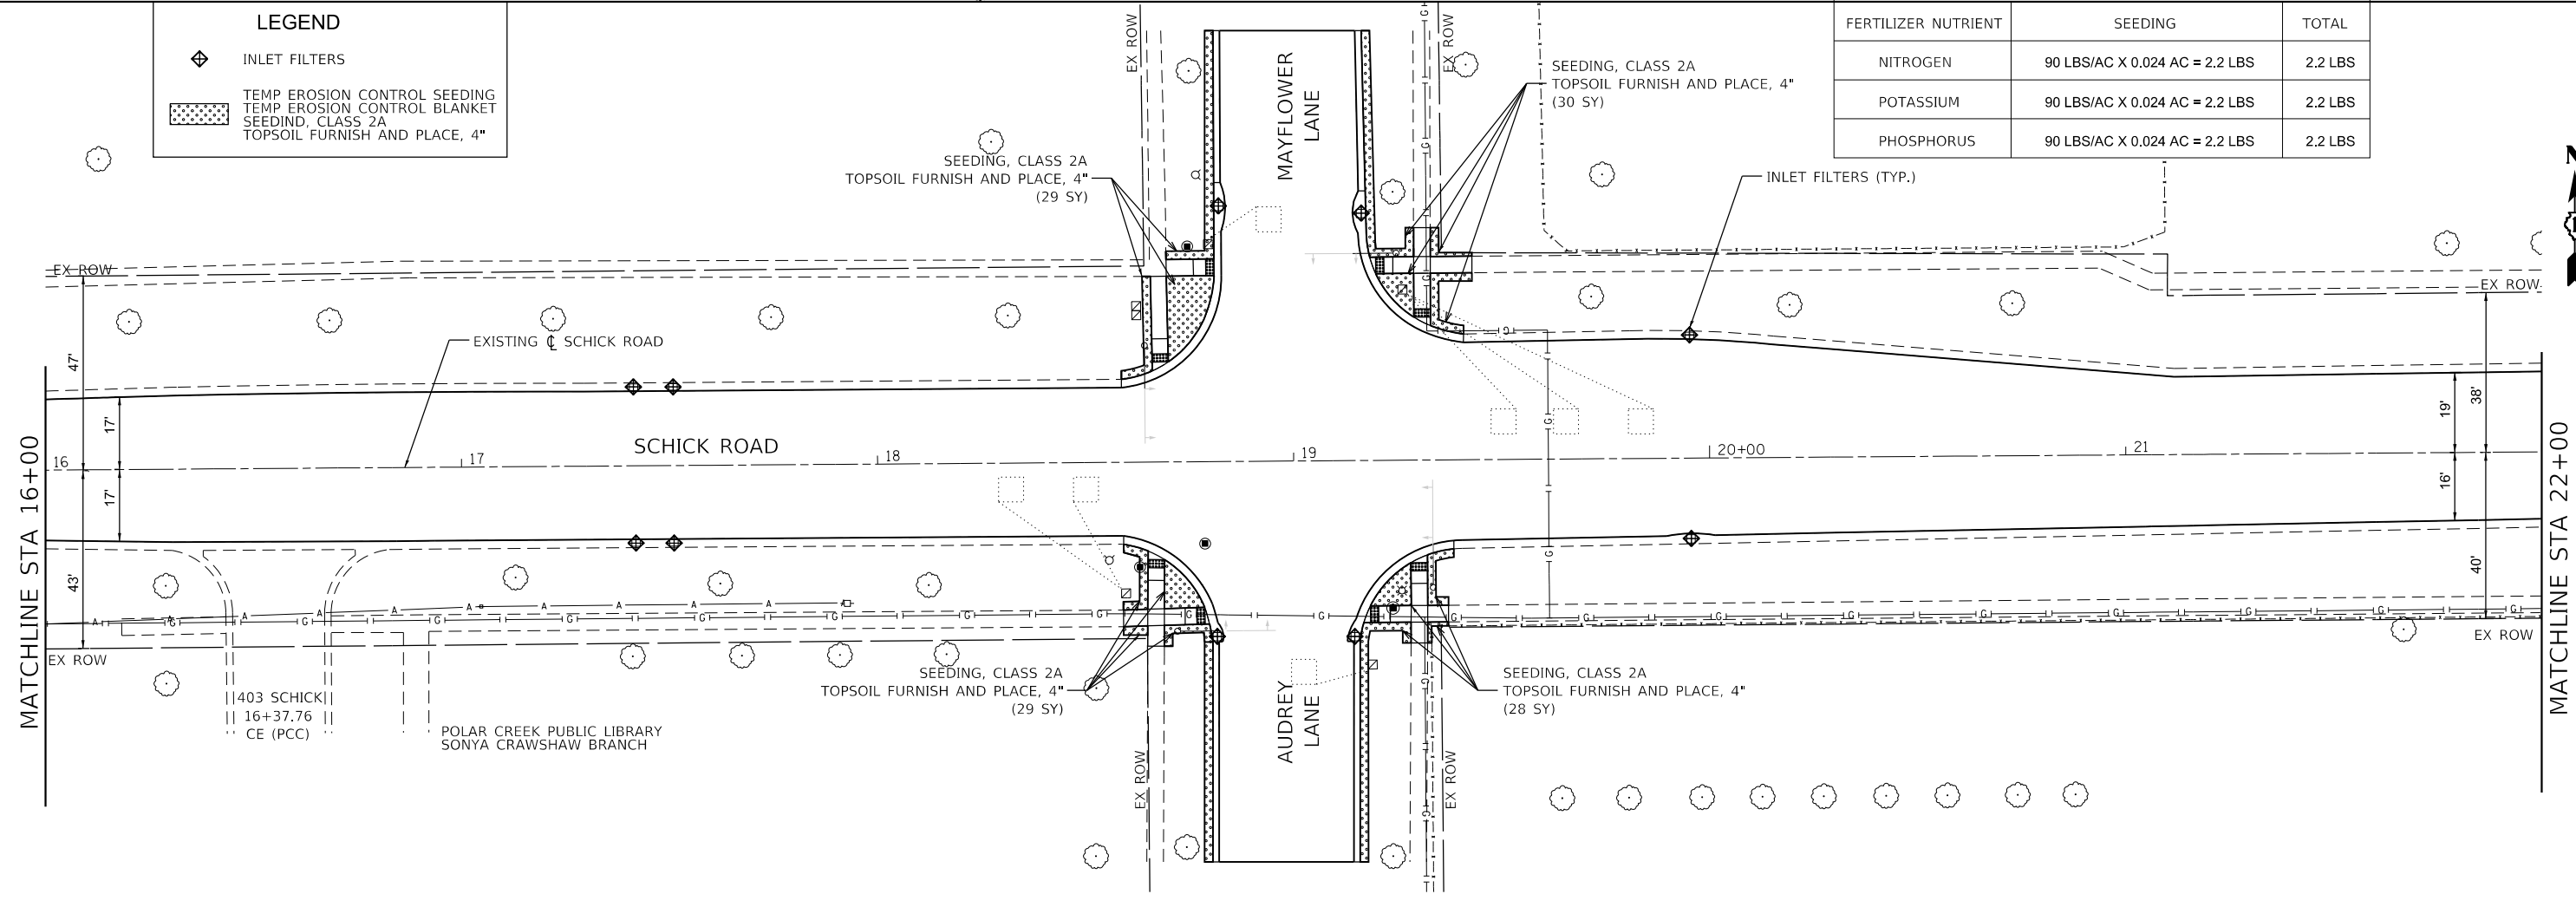 LEGEND
INLET FILTERS
TEMP EROSION CONTROL SEEDING
TEMP EROSION CONTROL BLANKET
SEEDIND, CLASS 2A
TOPSOIL FURNISH AND PLACE, 4"
FERTILIZER NUTRIENT SEEDING TOTAL
NITROGEN 90 LBS/AC X 0.024 AC = 2.2 LBS 2.2 LBS
POTASSIUM 90 LBS/AC X 0.024 AC = 2.2 LBS 2.2 LBS
PHOSPHORUS 90 LBS/AC X 0.024 AC = 2.2 LBS 2.2 LBS
EX ROW
EX ROW
MAYFLOWER
LANE
SEEDING, CLASS 2A
TOPSOIL FURNISH AND PLACE, 4"
(30 SY)
SEEDING, CLASS 2A
TOPSOIL FURNISH AND PLACE, 4"
(29 SY)
INLET FILTERS (TYP.)
N
EX ROW
EX ROW
EXISTING ℄ SCHICK ROAD
47'
17'
17'
43'
38'
19'
16'
40'
SCHICK ROAD
16
17
18
19
20+00
21
MATCHLINE STA 16+00
MATCHLINE STA 22+00
A A A A A A A A A
G G G G G G G G G G G G G G G G G G
EX ROW
EX ROW
SEEDING, CLASS 2A
TOPSOIL FURNISH AND PLACE, 4"
(29 SY)
SEEDING, CLASS 2A
TOPSOIL FURNISH AND PLACE, 4"
(28 SY)
403 SCHICK
16+37.76
CE (PCC)
POLAR CREEK PUBLIC LIBRARY
SONYA CRAWSHAW BRANCH
AUDREY
LANE
EX ROW
EX ROW